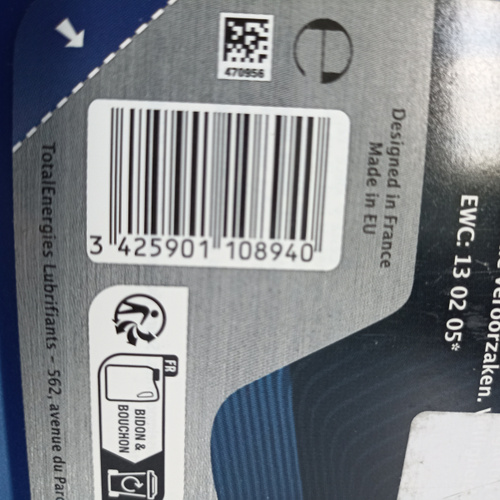 470956
e
3 425901 108940
Designed in France
Made in EU
EWC: 13 02 05*
veroorzaken.
TotalEnergies Lubrifiants – 562, avenue du Parc
FR
BIDON &
BOUCHON